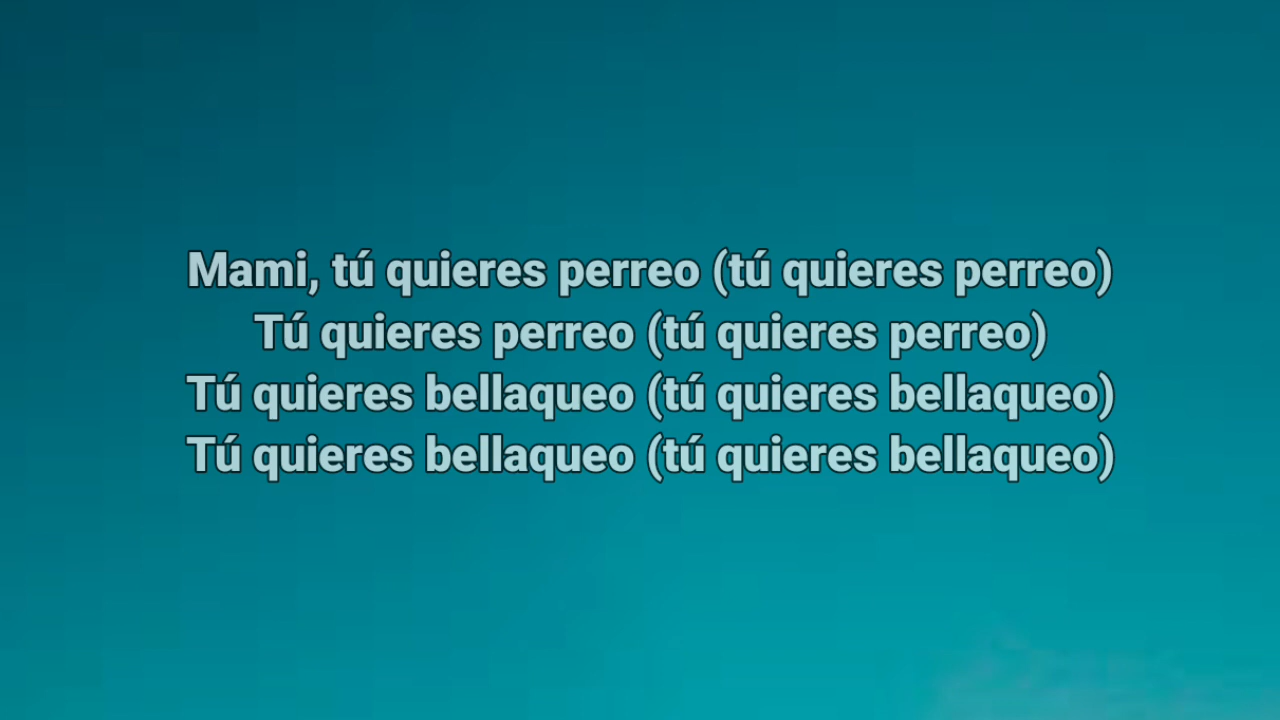 Mami, tú quieres perreo (tú quieres perreo)
Tú quieres perreo (tú quieres perreo)
Tú quieres bellaqueo (tú quieres bellaqueo)
Tú quieres bellaqueo (tú quieres bellaqueo)